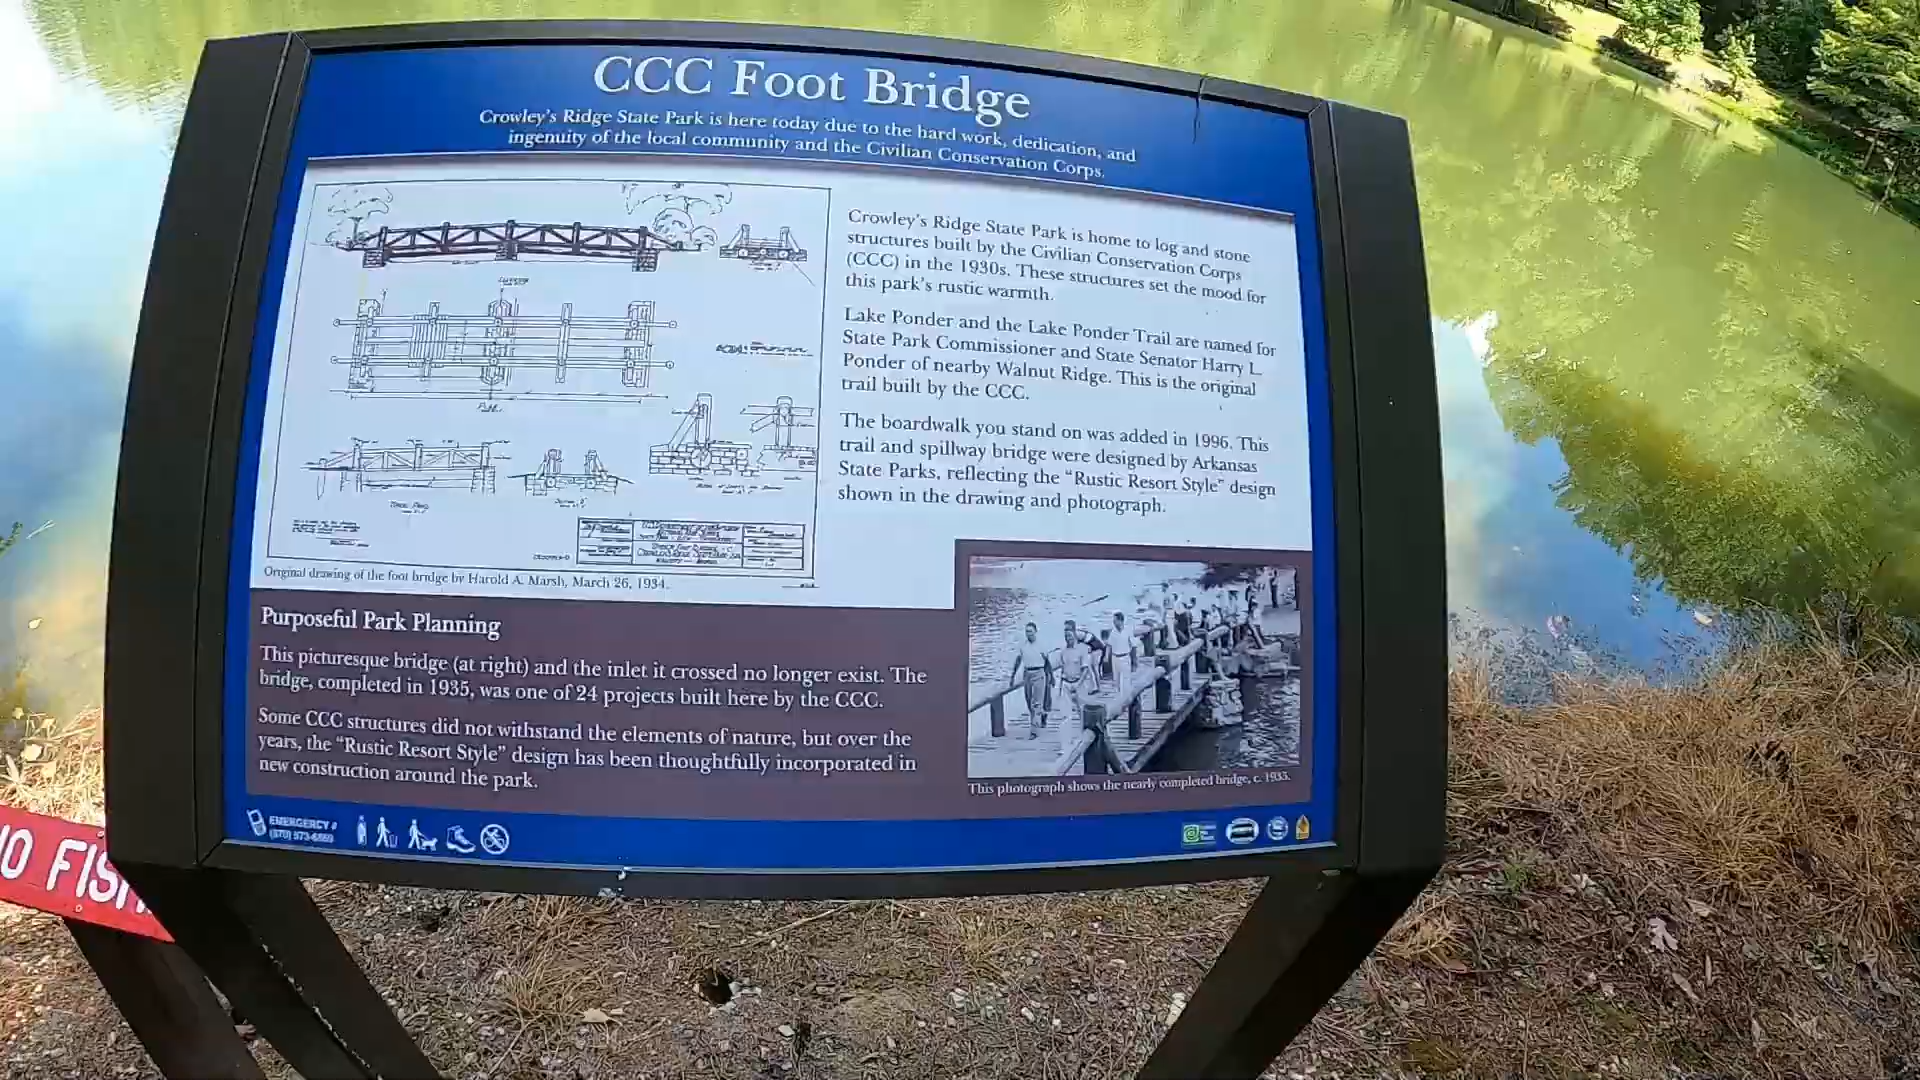 CCC Foot Bridge
Crowley's Ridge State Park is here today due to the hard work, dedication, and
ingenuity of the local community and the Civilian Conservation Corps.
Crowley's Ridge State Park is home to log and stone
structures built by the Civilian Conservation Corps
(CCC) in the 1930s. These structures set the mood for
this park's rustic warmth.
Lake Ponder and the Lake Ponder Trail are named for
State Park Commissioner and State Senator Harry L.
Ponder of nearby Walnut Ridge. This is the original
trail built by the CCC.
The boardwalk you stand on was added in 1996. This
trail and spillway bridge were designed by Arkansas
State Parks, reflecting the “Rustic Resort Style” design
shown in the drawing and photograph.
Original drawing of the foot bridge by Harold A. Marsh, March 26, 1934.
Purposeful Park Planning
This picturesque bridge (at right) and the inlet it crossed no longer exist. The
bridge, completed in 1935, was one of 24 projects built here by the CCC.
Some CCC structures did not withstand the elements of nature, but over the
years, the “Rustic Resort Style” design has been thoughtfully incorporated in
new construction around the park.
This photograph shows the nearly completed bridge, c. 1935.
EMERGENCY #
(870) 573-
NO FISH